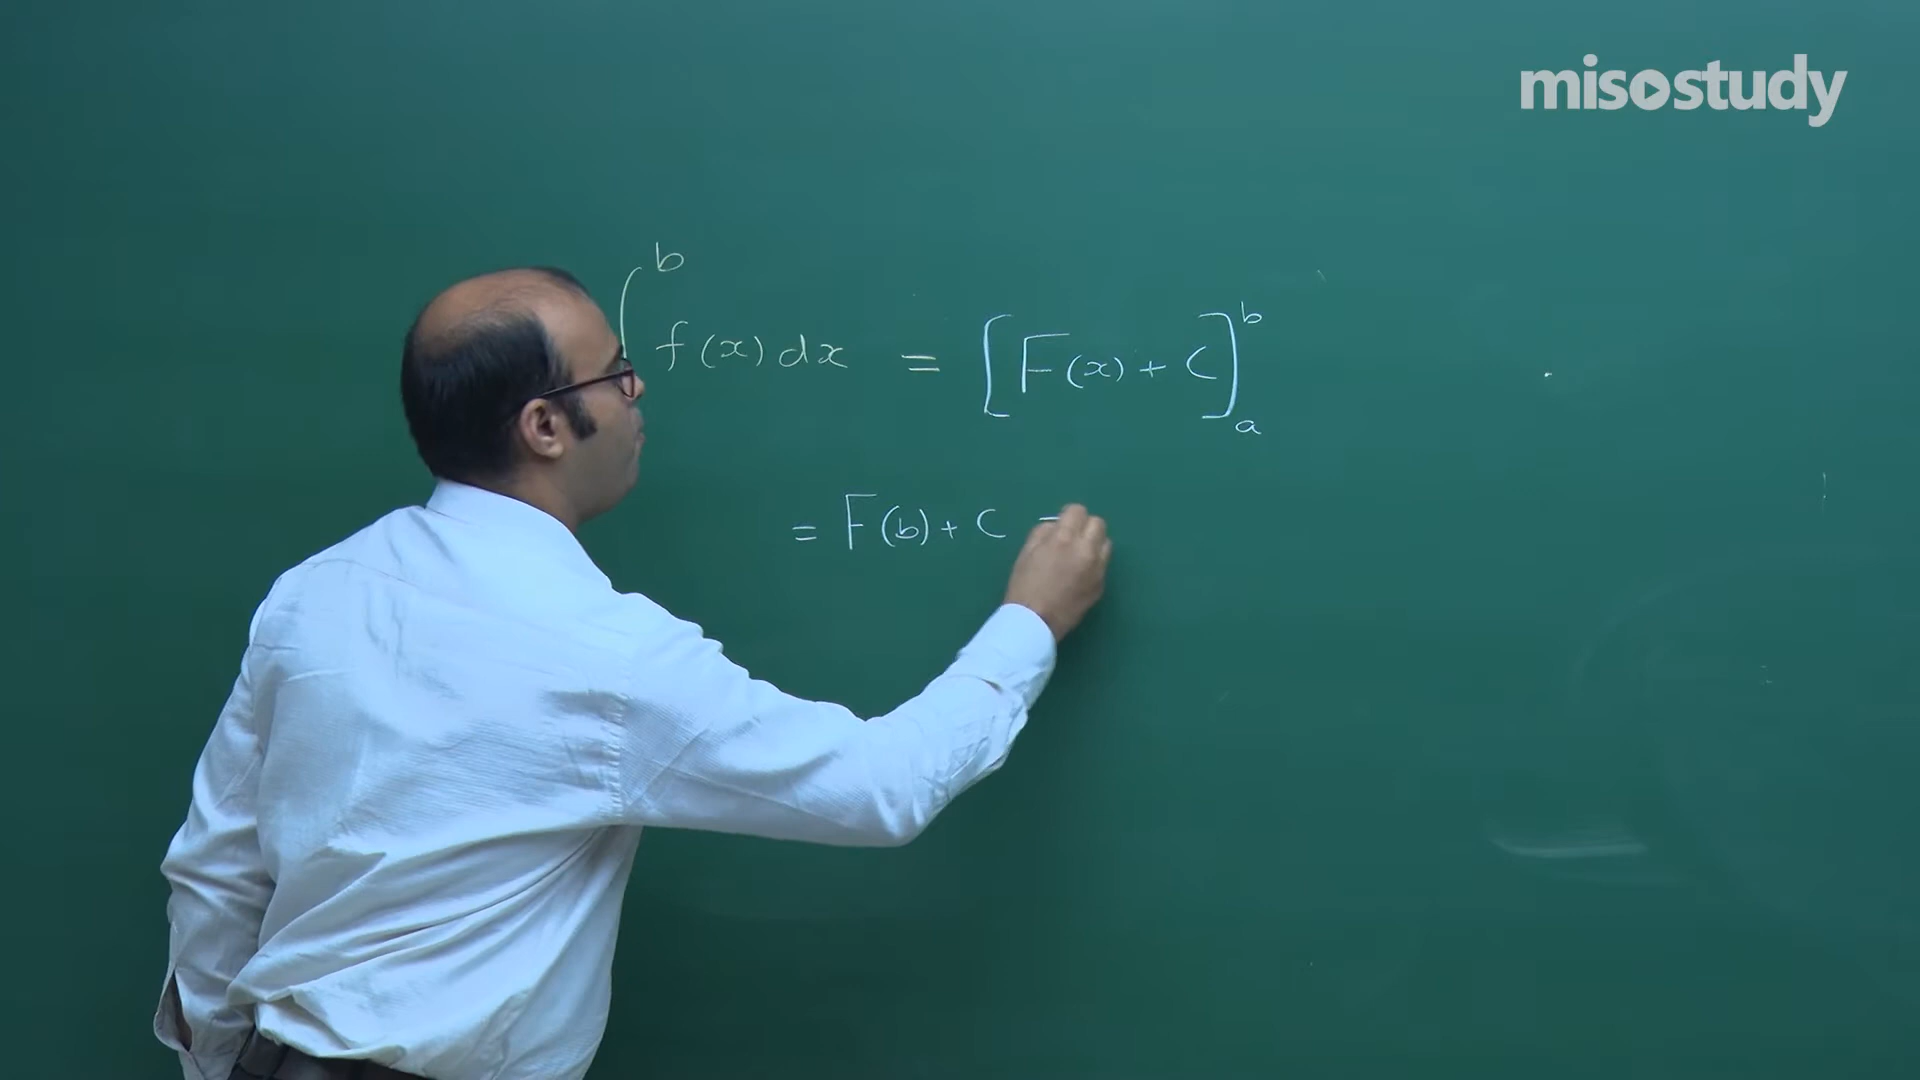 misostudy
∫ b f(x) dx = [F(x) + C] b a
= F(b) + C -